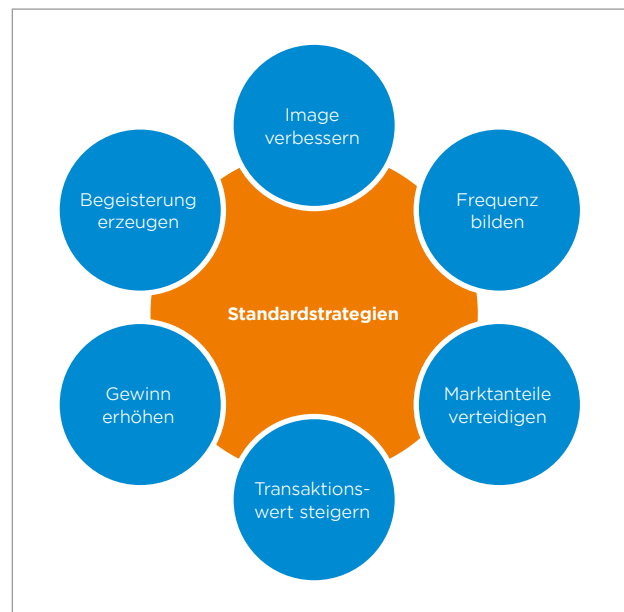 Image
verbessern
Begeisterung
erzeugen
Frequenz
bilden
Standardstrategien
Gewinn
erhöhen
Marktanteile
verteidigen
Transaktions-
wert steigern